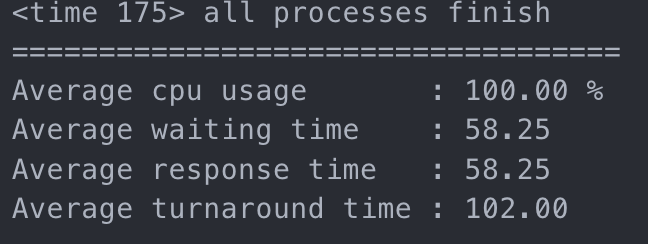 <time 175> all processes finish
===================================
Average cpu usage       : 100.00 %
Average waiting time    : 58.25
Average response time   : 58.25
Average turnaround time : 102.00